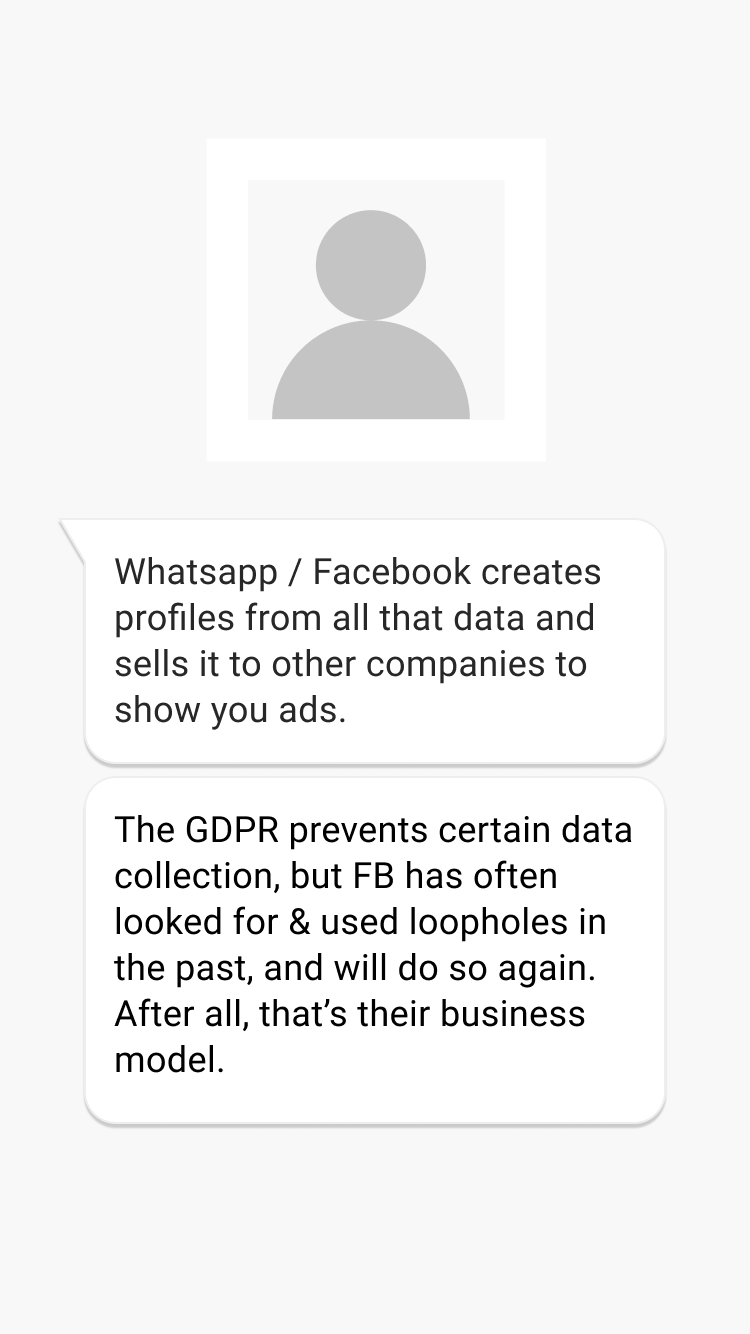 Whatsapp / Facebook creates
profiles from all that data and
sells it to other companies to
show you ads.
The GDPR prevents certain data
collection, but FB has often
looked for & used loopholes in
the past, and will do so again.
After all, that’s their business
model.